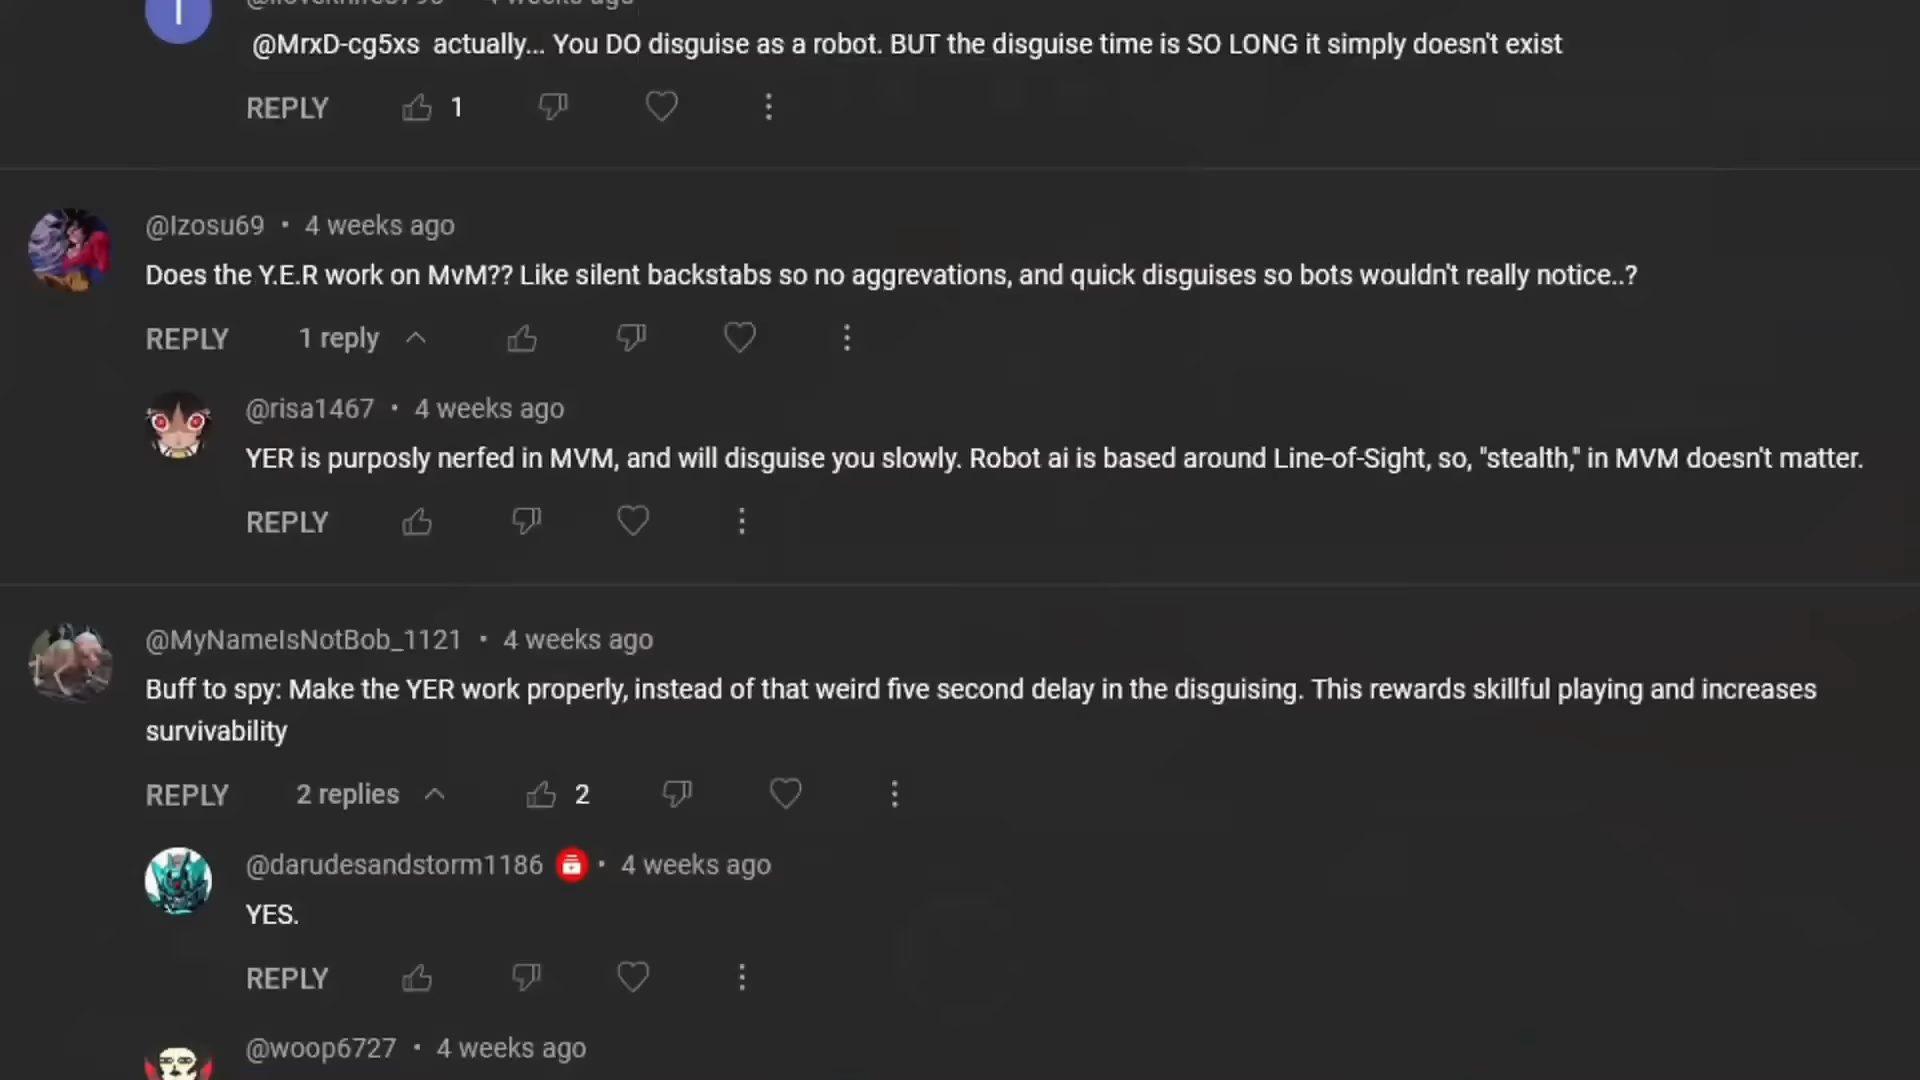 @MrxD-cg5xs actually... You DO disguise as a robot. BUT the disguise time is SO LONG it simply doesn't exist
REPLY 1
@Izosu69 • 4 weeks ago
Does the Y.E.R work on MvM?? Like silent backstabs so no aggrevations, and quick disguises so bots wouldn't really notice..?
REPLY 1 reply
@risa1467 • 4 weeks ago
YER is purposly nerfed in MVM, and will disguise you slowly. Robot ai is based around Line-of-Sight, so, "stealth," in MVM doesn't matter.
REPLY
@MyNameIsNotBob_1121 • 4 weeks ago
Buff to spy: Make the YER work properly, instead of that weird five second delay in the disguising. This rewards skillful playing and increases
survivability
REPLY 2 replies 2
@darudesandstorm1186 • 4 weeks ago
YES.
REPLY
@woop6727 • 4 weeks ago